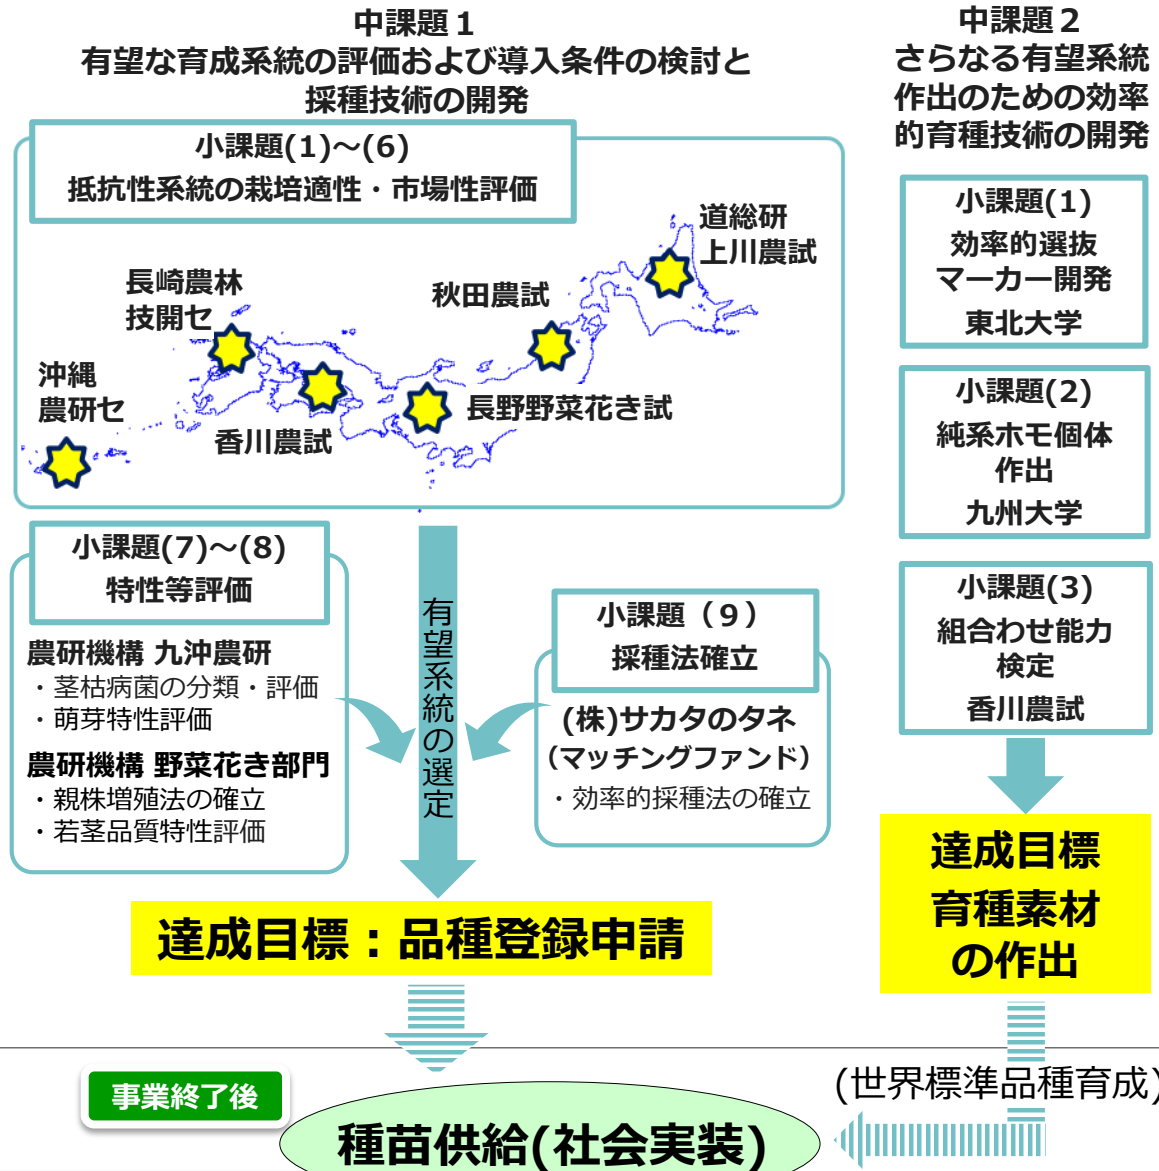 中課題１
有望な育成系統の評価および導入条件の検討と
採種技術の開発
小課題(1)～(6)
抵抗性系統の栽培適性・市場性評価
道総研
上川農試
長崎農林
技開セ
秋田農試
沖縄
農研セ
長野野菜花き試
香川農試
小課題(7)～(8)
特性等評価
農研機構 九沖農研
・茎枯病菌の分類・評価
・萌芽特性評価
農研機構 野菜花き部門
・親株増殖法の確立
・若茎品質特性評価
有望系統の選定
小課題（９）
採種法確立
(株)サカタのタネ
（マッチングファンド）
・効率的採種法の確立
達成目標：品種登録申請
中課題２
さらなる有望系統
作出のための効率
的育種技術の開発
小課題(1)
効率的選抜
マーカー開発
東北大学
小課題(2)
純系ホモ個体
作出
九州大学
小課題(3)
組合わせ能力
検定
香川農試
達成目標
育種素材
の作出
事業終了後
(世界標準品種育成)
種苗供給(社会実装)